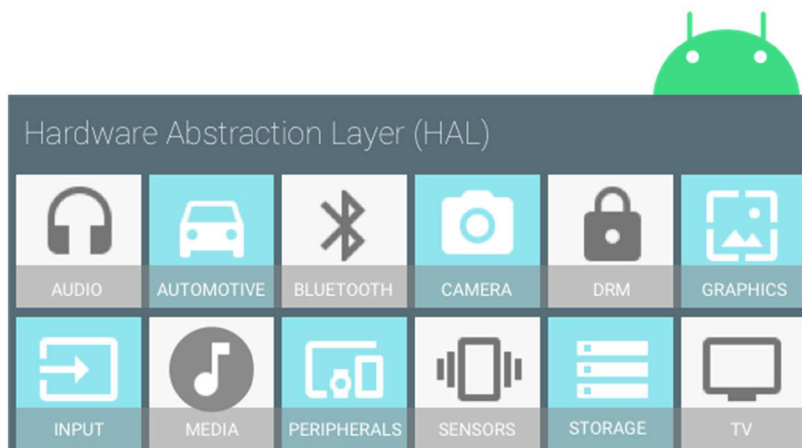 Hardware Abstraction Layer (HAL)
AUDIO
AUTOMOTIVE
BLUETOOTH
CAMERA
DRM
GRAPHICS
INPUT
MEDIA
PERIPHERALS
SENSORS
STORAGE
TV